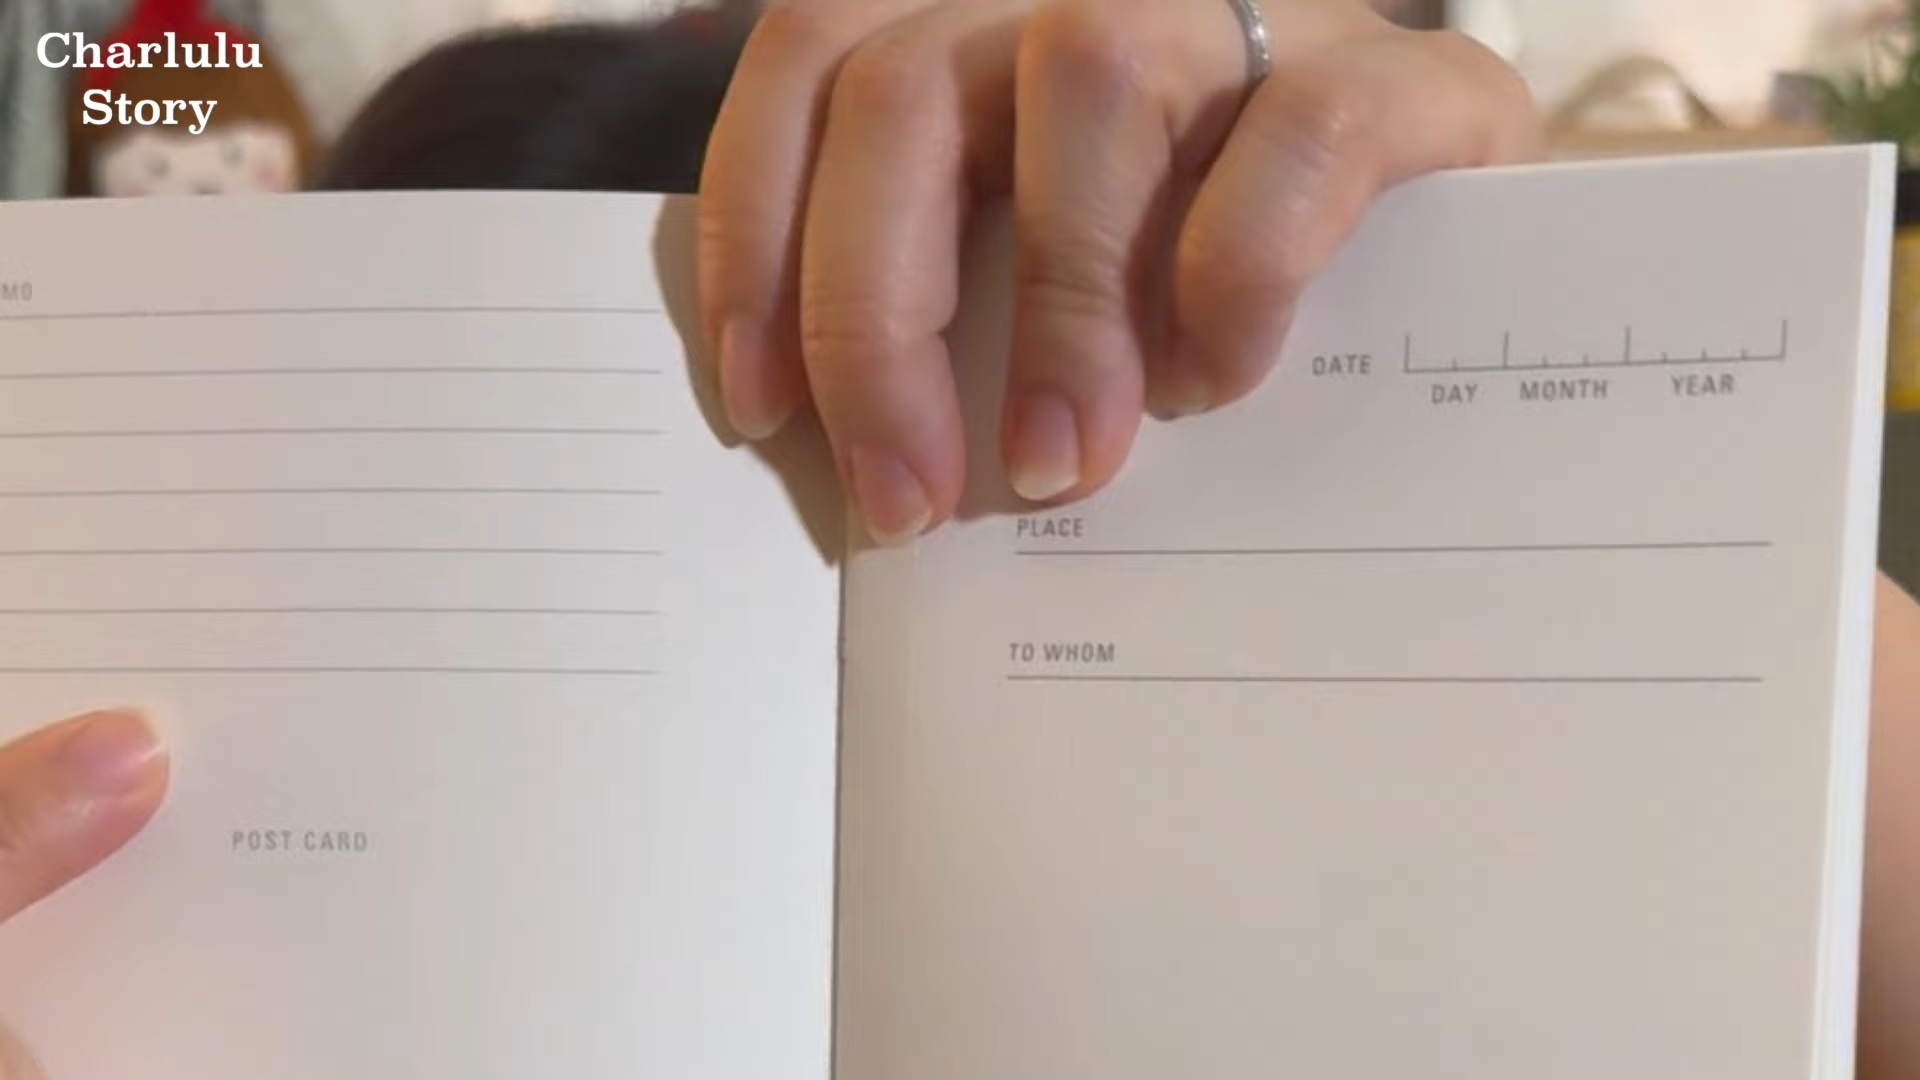 Charlulu
Story
MO
POST CARD
DATE
DAY MONTH YEAR
PLACE
TO WHOM